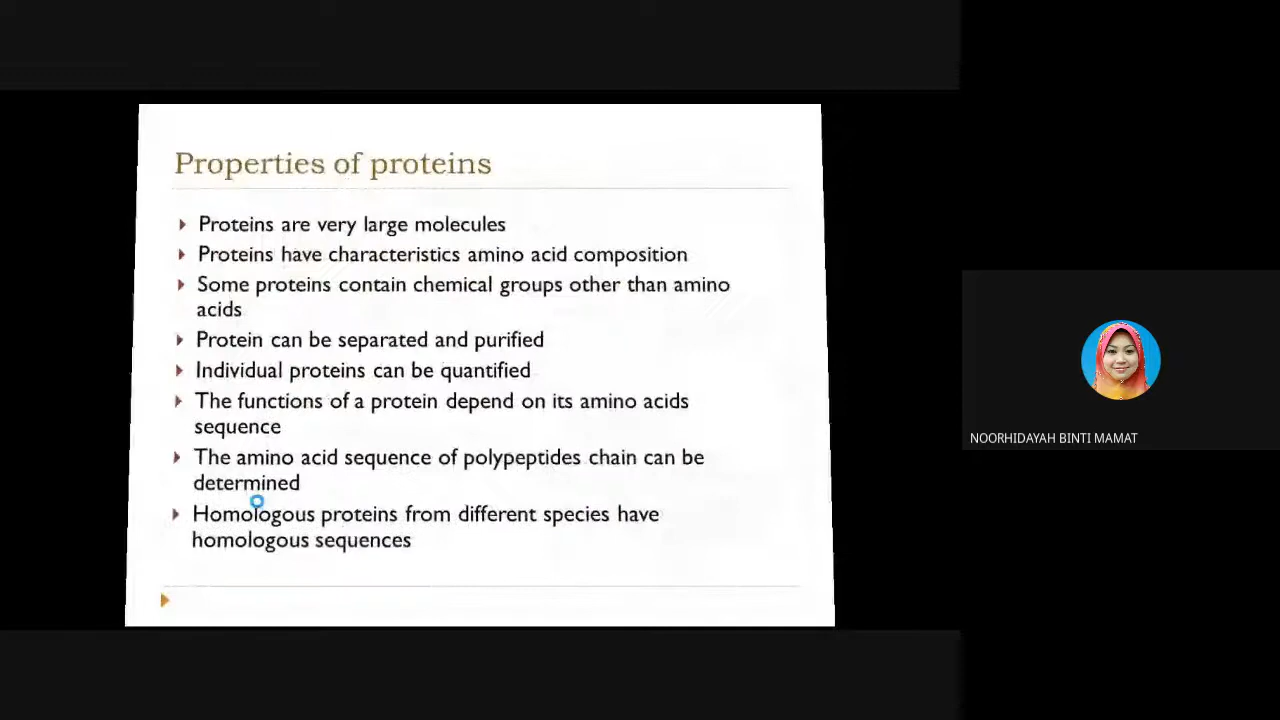 Properties of proteins
Proteins are very large molecules
Proteins have characteristics amino acid composition
Some proteins contain chemical groups other than amino
acids
Protein can be separated and purified
Individual proteins can be quantified
The functions of a protein depend on its amino acids
sequence
The amino acid sequence of polypeptides chain can be
determined
Homologous proteins from different species have
homologous sequences
NOORHIDAYAH BINTI MAMAT